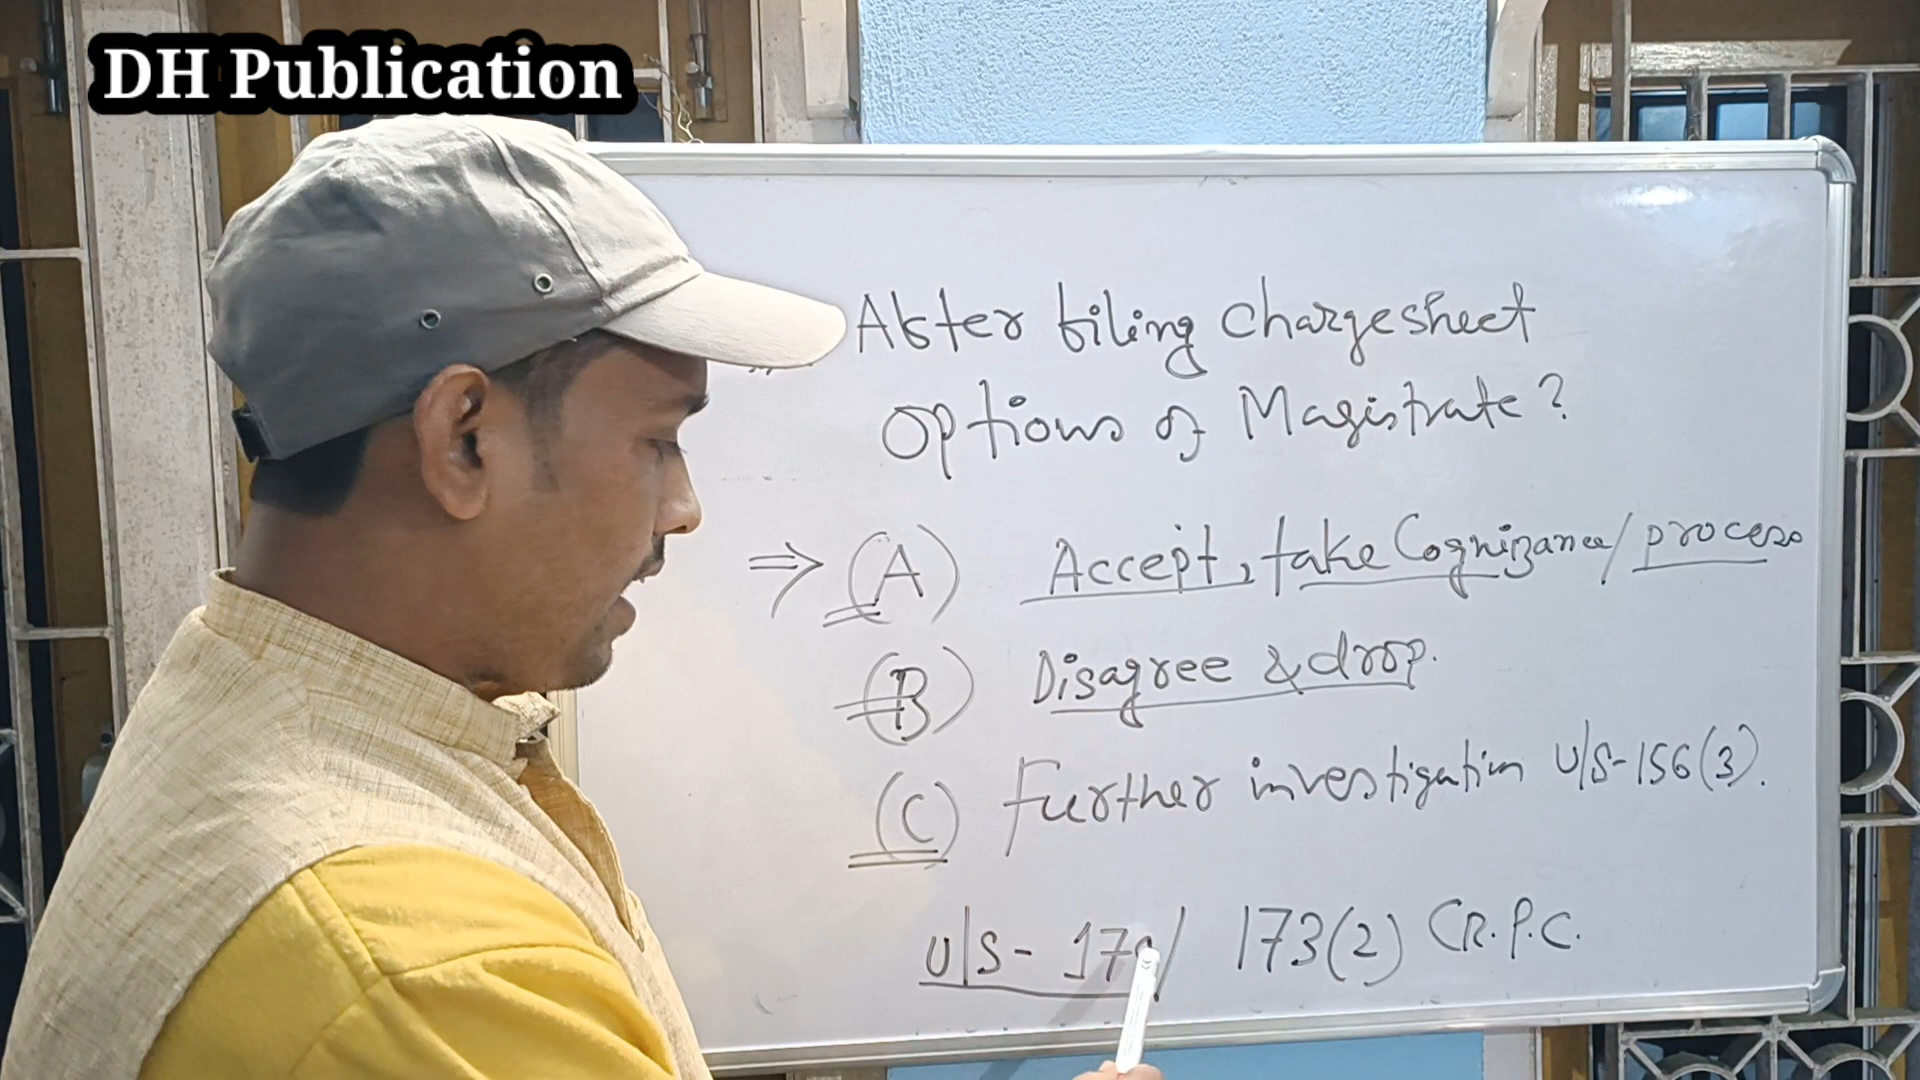 DH Publication
After filing Chargesheet
Options of Magistrate?
⇒ (A) Accept, take Cognizance/process
(B) Disagree & drop.
(C) Further investigation U/S-156(3).
U/S- / 173(2) CR.P.C.